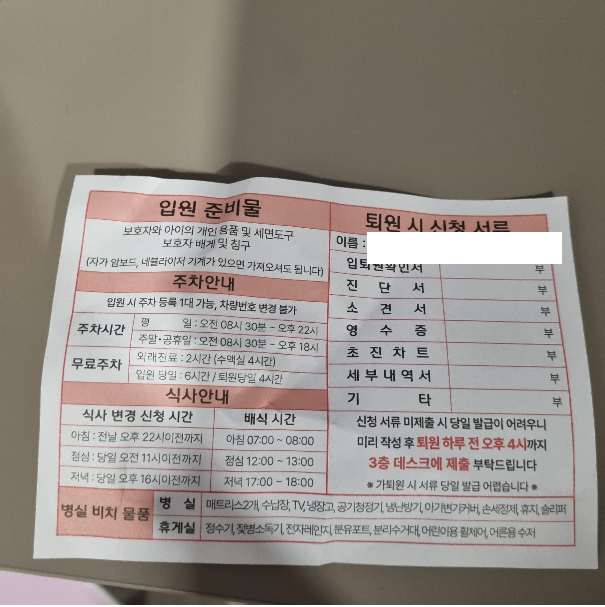 입원 준비물
보호자와 아이의 개인용품 및 세면도구
보호자 배게 및 침구
(자가 암보드, 네블라이저 기계가 있으면 가져오셔도 됩니다)
주차안내
입원 시 주차 등록 1대 가능, 차량번호 변경 불가
주차시간
평 일 : 오전 08시 30분 ~ 오후 22시
주말·공휴일 : 오전 08시 30분 ~ 오후 18시
무료주차
외래진료 : 2시간 (수액실 4시간)
입원 당일 : 6시간 / 퇴원당일 4시간
식사안내
식사 변경 신청 시간 배식 시간
아침 : 전날 오후 22시이전까지 아침 07:00 ~ 08:00
점심 : 당일 오전 11시이전까지 점심 12:00 ~ 13:00
저녁 : 당일 오후 16시이전까지 저녁 17:00 ~ 18:00
퇴원 시 신청 서류
이름 :
입퇴원확인서 부
진 단 서 부
소 견 서 부
영 수 증 부
초 진 차 트 부
세부내역서 부
기 타 부
신청 서류 미제출 시 당일 발급이 어려우니
미리 작성 후 퇴원 하루 전 오후 4시까지
3층 데스크에 제출 부탁드립니다
※ 가퇴원 시 서류 당일 발급 어렵습니다 ※
병실 비치 물품
병 실 매트리스2개, 수납장, TV, 냉장고, 공기청정기, 냉난방기, 아기변기커버, 손세정제, 휴지, 슬리퍼
휴게실 정수기, 젖병소독기, 전자레인지, 분유포트, 분리수거대, 어린이용 휠체어, 어른용 수저